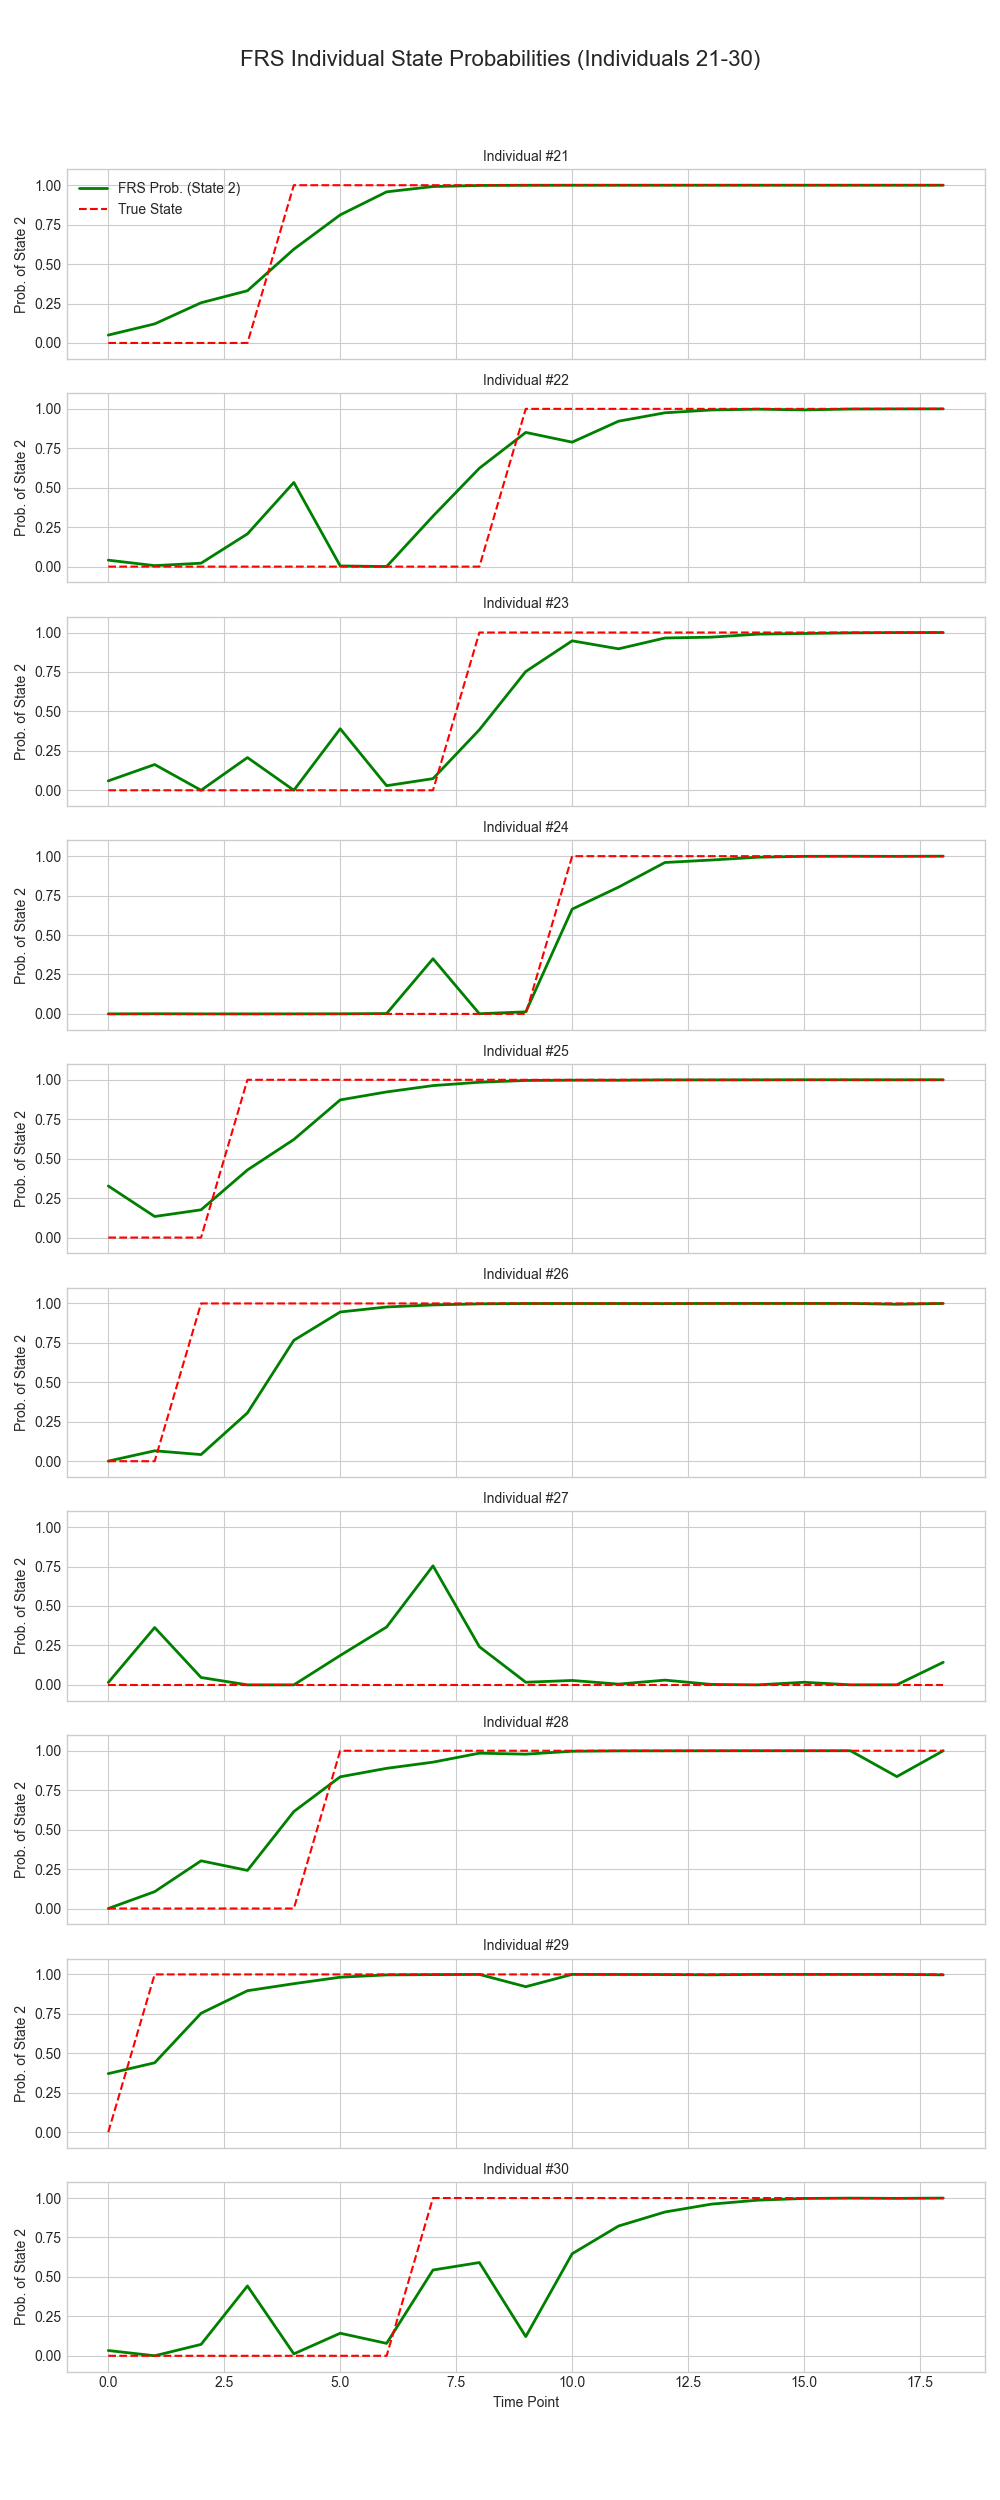 FRS Individual State Probabilities (Individuals 21-30)
Individual #21
FRS Prob. (State 2)
True State
1.00
0.75
0.50
0.25
0.00
Prob. of State 2
Individual #22
1.00
0.75
0.50
0.25
0.00
Prob. of State 2
Individual #23
1.00
0.75
0.50
0.25
0.00
Prob. of State 2
Individual #24
1.00
0.75
0.50
0.25
0.00
Prob. of State 2
Individual #25
1.00
0.75
0.50
0.25
0.00
Prob. of State 2
Individual #26
1.00
0.75
0.50
0.25
0.00
Prob. of State 2
Individual #27
1.00
0.75
0.50
0.25
0.00
Prob. of State 2
Individual #28
1.00
0.75
0.50
0.25
0.00
Prob. of State 2
Individual #29
1.00
0.75
0.50
0.25
0.00
Prob. of State 2
Individual #30
1.00
0.75
0.50
0.25
0.00
Prob. of State 2
0.0 2.5 5.0 7.5 10.0 12.5 15.0 17.5
Time Point